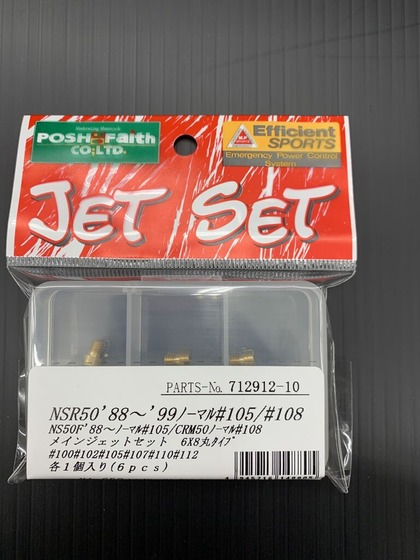 Modernizing Motorcycle
POSH Faith
CO.,LTD.
Efficient
SPORTS
Emergency Power Control
System
JET SET
PARTS-No. 712912-10
NSR50'88～'99ﾉｰﾏﾙ#105/#108
NS50F'88～ﾉｰﾏﾙ#105/CRM50ﾉｰﾏﾙ#108
メインジェットセット 6X8丸ﾀｲﾌﾟ
#100#102#105#107#110#112
各1個入り(6pcs)